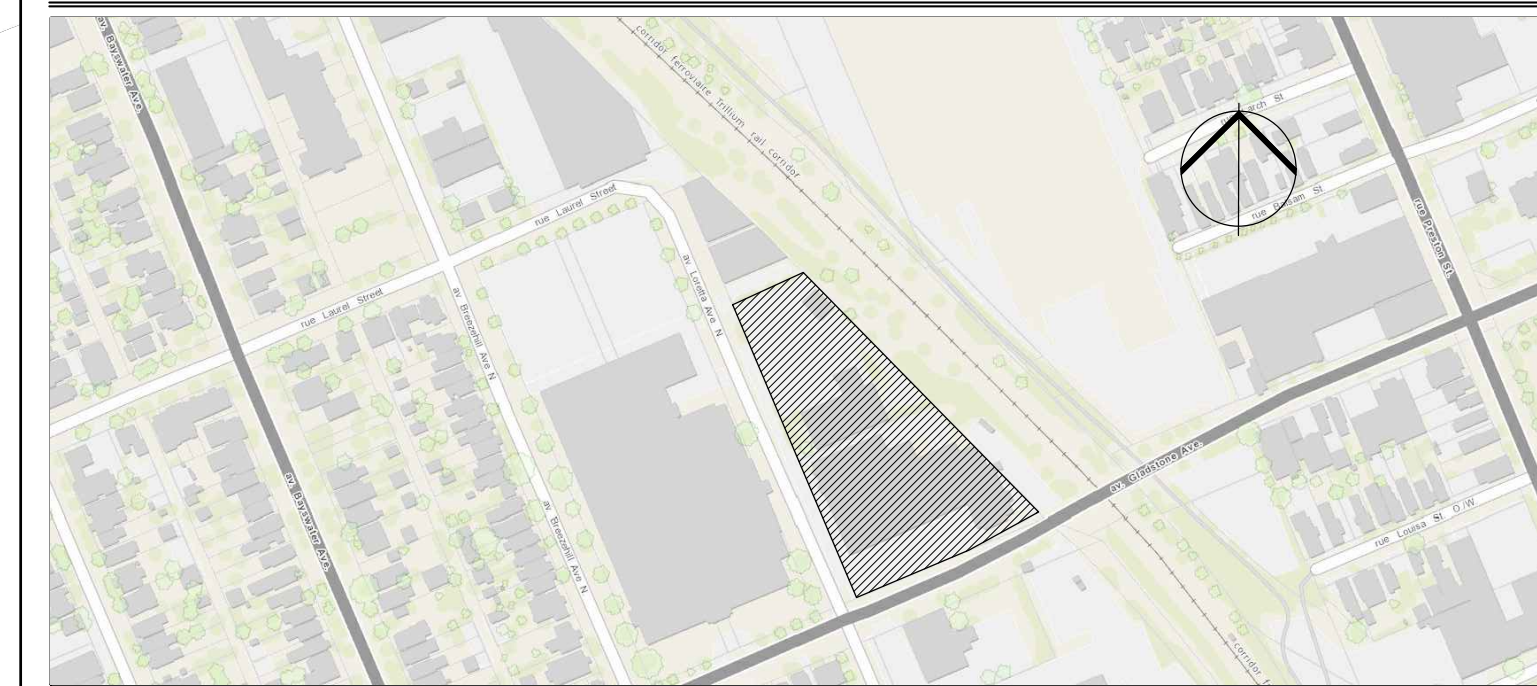 av. Bayswater Ave.
corridor ferroviaire Trillium rail corridor
rue Balsam St
rue Preston St.
rue Laurel Street
rue Laurel Street
av Loretta Ave N
av Breezehill Ave N
av. Gladstone Ave.
av. Bayswater Ave.
av Breezehill Ave N
rue Louisa St O/W
corridor